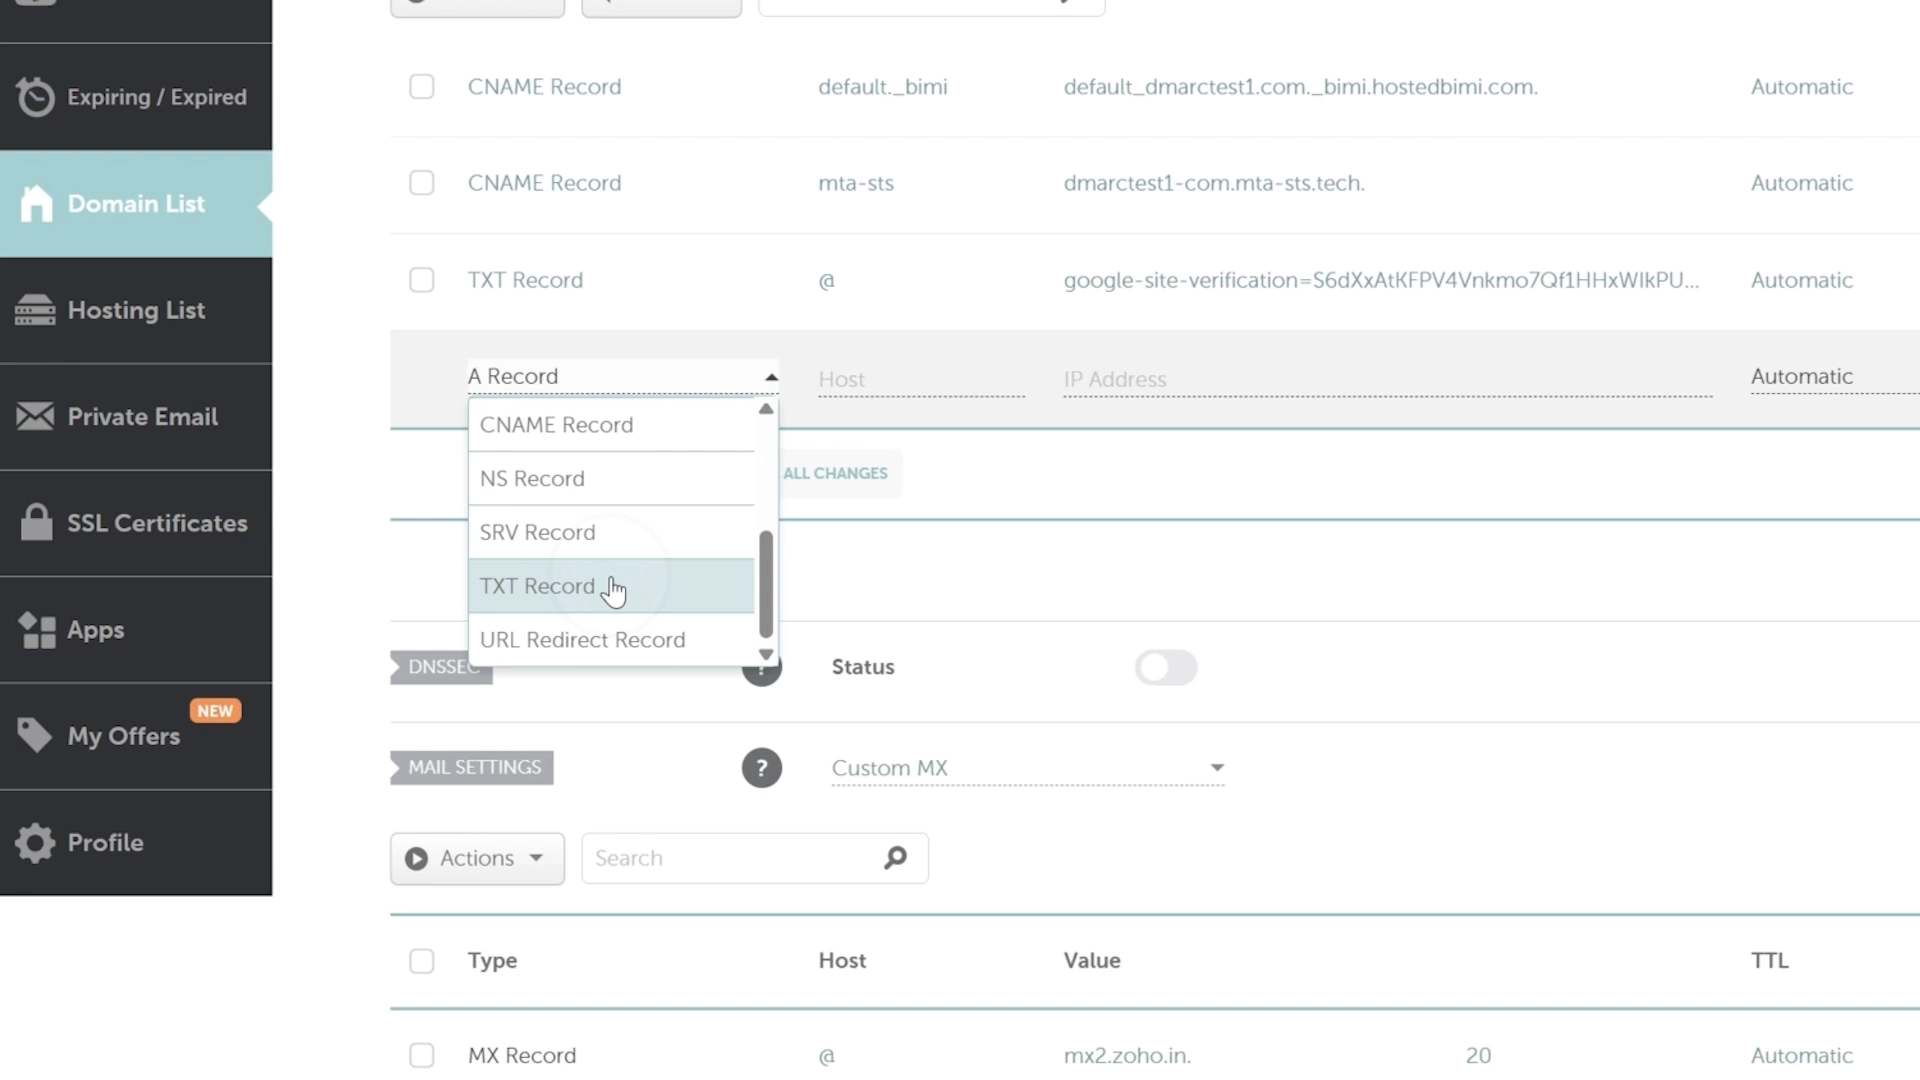 Expiring / Expired
Domain List
Hosting List
Private Email
SSL Certificates
Apps
NEW
My Offers
Profile
CNAME Record default._bimi default_dmarctest1.com._bimi.hostedbimi.com. Automatic
CNAME Record mta-sts dmarctest1-com.mta-sts.tech. Automatic
TXT Record @ google-site-verification=S6dXxAtKFPV4Vnkmo7Qf1HHxWlkPU... Automatic
A Record Host IP Address Automatic
CNAME Record
NS Record
SRV Record
TXT Record
URL Redirect Record
ALL CHANGES
DNSSEC ? Status
MAIL SETTINGS ? Custom MX
Actions Search
Type Host Value TTL
MX Record @ mx2.zoho.in. 20 Automatic